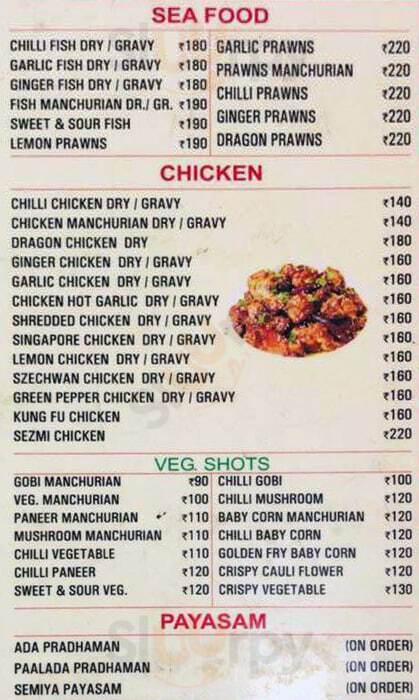 SEA FOOD
CHILLI FISH DRY / GRAVY ₹180
GARLIC FISH DRY / GRAVY ₹180
GINGER FISH DRY / GRAVY ₹180
FISH MANCHURIAN DR./ GR. ₹190
SWEET & SOUR FISH ₹190
LEMON PRAWNS ₹190
GARLIC PRAWNS ₹220
PRAWNS MANCHURIAN ₹220
CHILLI PRAWNS ₹220
GINGER PRAWNS ₹220
DRAGON PRAWNS ₹220
CHICKEN
CHILLI CHICKEN DRY / GRAVY ₹140
CHICKEN MANCHURIAN DRY / GRAVY ₹140
DRAGON CHICKEN DRY ₹180
GINGER CHICKEN DRY / GRAVY ₹160
GARLIC CHICKEN DRY / GRAVY ₹160
CHICKEN HOT GARLIC DRY / GRAVY ₹160
SHREDDED CHICKEN DRY / GRAVY ₹160
SINGAPORE CHICKEN DRY / GRAVY ₹160.
LEMON CHICKEN DRY / GRAVY ₹160
SZECHWAN CHICKEN DRY / GRAVY ₹160
GREEN PEPPER CHICKEN DRY / GRAVY ₹160
KUNG FU CHICKEN ₹160
SEZMI CHICKEN ₹220
VEG. SHOTS
GOBI MANCHURIAN ₹90
VEG. MANCHURIAN ₹100
PANEER MANCHURIAN ₹110
MUSHROOM MANCHURIAN ₹110
CHILLI VEGETABLE ₹110
CHILLI PANEER ₹120
SWEET & SOUR VEG. ₹120
CHILLI GOBI ₹100
CHILLI MUSHROOM ₹120
BABY CORN MANCHURIAN ₹120
CHILLI BABY CORN ₹120
GOLDEN FRY BABY CORN ₹120
CRISPY CAULI FLOWER ₹120
CRISPY VEGETABLE ₹130
PAYASAM
ADA PRADHAMAN (ON ORDER)
PAALADA PRADHAMAN (ON ORDER)
SEMIYA PAYASAM (ON ORDER)
sluurpy